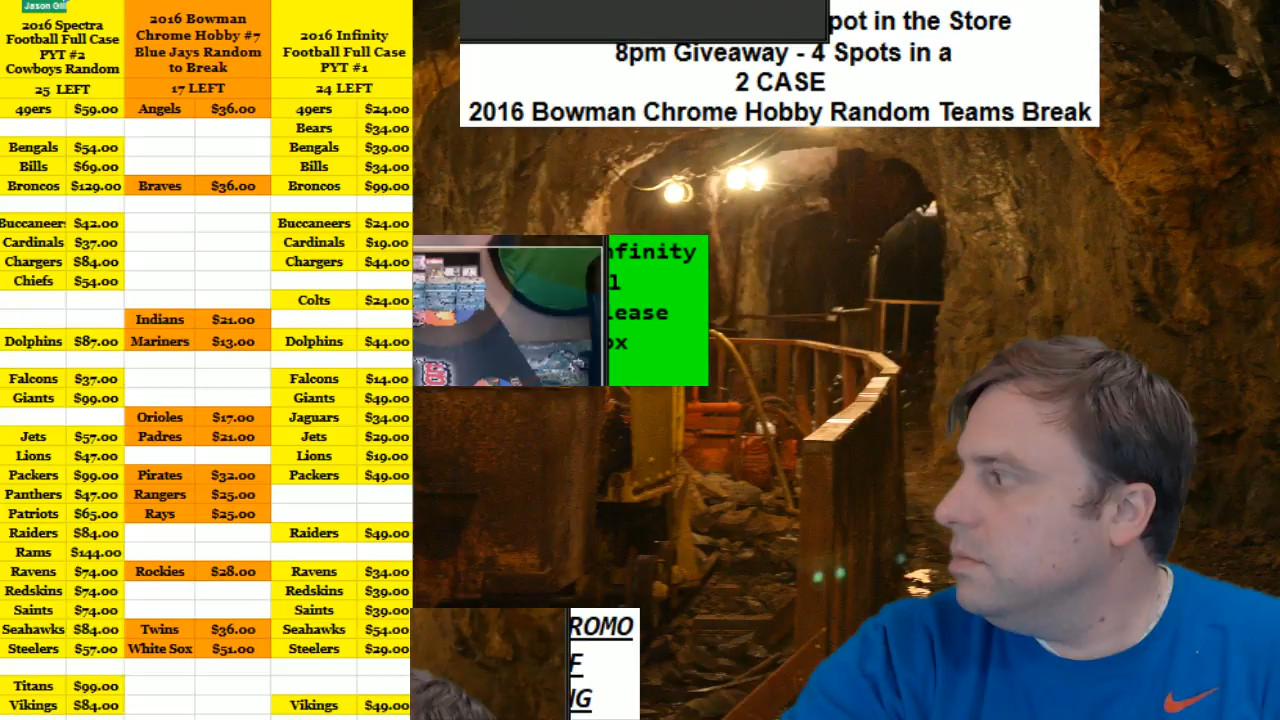 Jason Gill
2016 Spectra
Football Full Case
PYT #2
Cowboys Random
25 LEFT
49ers $59.00
Bengals $54.00
Bills $69.00
Broncos $129.00
Buccaneers $42.00
Cardinals $37.00
Chargers $84.00
Chiefs $54.00
Dolphins $87.00
Falcons $37.00
Giants $99.00
Jets $57.00
Lions $47.00
Packers $99.00
Panthers $47.00
Patriots $65.00
Raiders $84.00
Rams $144.00
Ravens $74.00
Redskins $74.00
Saints $74.00
Seahawks $84.00
Steelers $57.00
Titans $99.00
Vikings $84.00
2016 Bowman
Chrome Hobby #7
Blue Jays Random
to Break
17 LEFT
Angels $36.00
Braves $36.00
Indians $21.00
Mariners $13.00
Orioles $17.00
Padres $21.00
Pirates $32.00
Rangers $25.00
Rays $25.00
Rockies $28.00
Twins $36.00
White Sox $51.00
2016 Infinity
Football Full Case
PYT #1
24 LEFT
49ers $24.00
Bears $34.00
Bengals $39.00
Bills $34.00
Broncos $99.00
Buccaneers $24.00
Cardinals $19.00
Chargers $44.00
Colts $24.00
Dolphins $44.00
Falcons $14.00
Giants $49.00
Jaguars $34.00
Jets $29.00
Lions $19.00
Packers $49.00
Raiders $49.00
Ravens $34.00
Redskins $39.00
Saints $39.00
Seahawks $54.00
Steelers $29.00
Vikings $49.00
pot in the Store
8pm Giveaway - 4 Spots in a
2 CASE
2016 Bowman Chrome Hobby Random Teams Break
nfinity
l
lease
ox
ROMO
F
NG